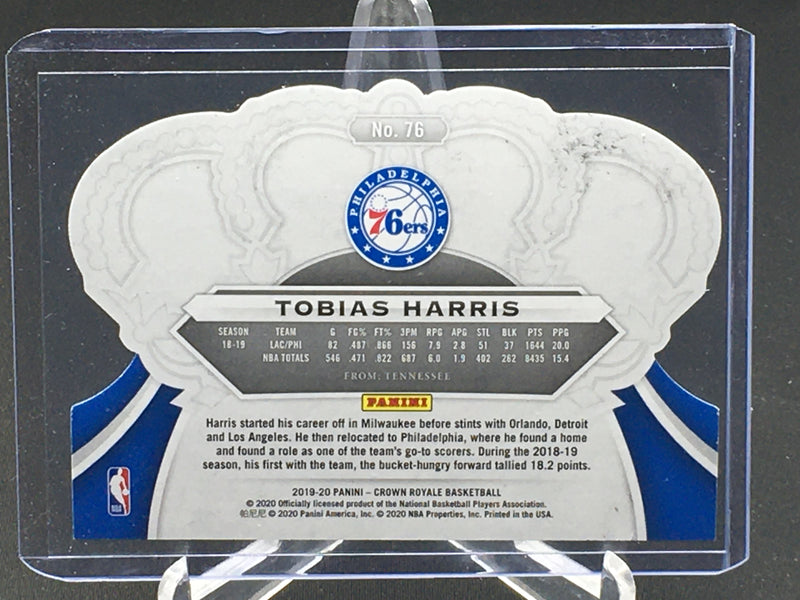 No. 76
PHILADELPHIA
76ers
TOBIAS HARRIS
SEASON TEAM G FG% FT% 3PM RPG APG STL BLK PTS PPG
18-19 LAC/PHI 82 .487 .866 156 7.9 2.8 51 37 1644 20.0
NBA TOTALS 546 .471 .822 687 6.0 1.9 402 262 8435 15.4
FROM: TENNESSEE
PANINI
Harris started his career off in Milwaukee before stints with Orlando, Detroit
and Los Angeles. He then relocated to Philadelphia, where he found a home
and found a role as one of the team's go-to scorers. During the 2018-19
season, his first with the team, the bucket-hungry forward tallied 18.2 points.
NBA
2019-20 PANINI – CROWN ROYALE BASKETBALL
© 2020 Officially licensed product of the National Basketball Players Association.
帕尼尼 © 2020 Panini America, Inc. © 2020 NBA Properties, Inc. Printed in the USA.